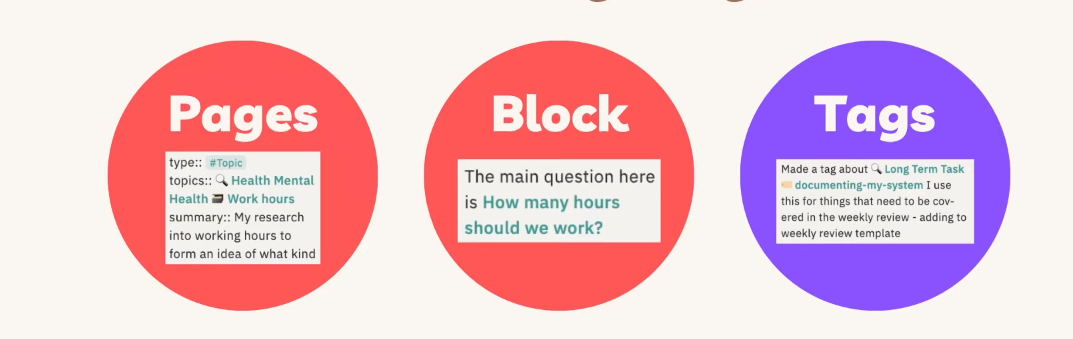 Pages
type:: #Topic
topics:: 🔍 Health Mental
Health 🗃️ Work hours
summary:: My research
into working hours to
form an idea of what kind
Block
The main question here
is How many hours
should we work?
Tags
Made a tag about 🔍 Long Term Task
🏷️ documenting-my-system I use
this for things that need to be cov-
ered in the weekly review - adding to
weekly review template